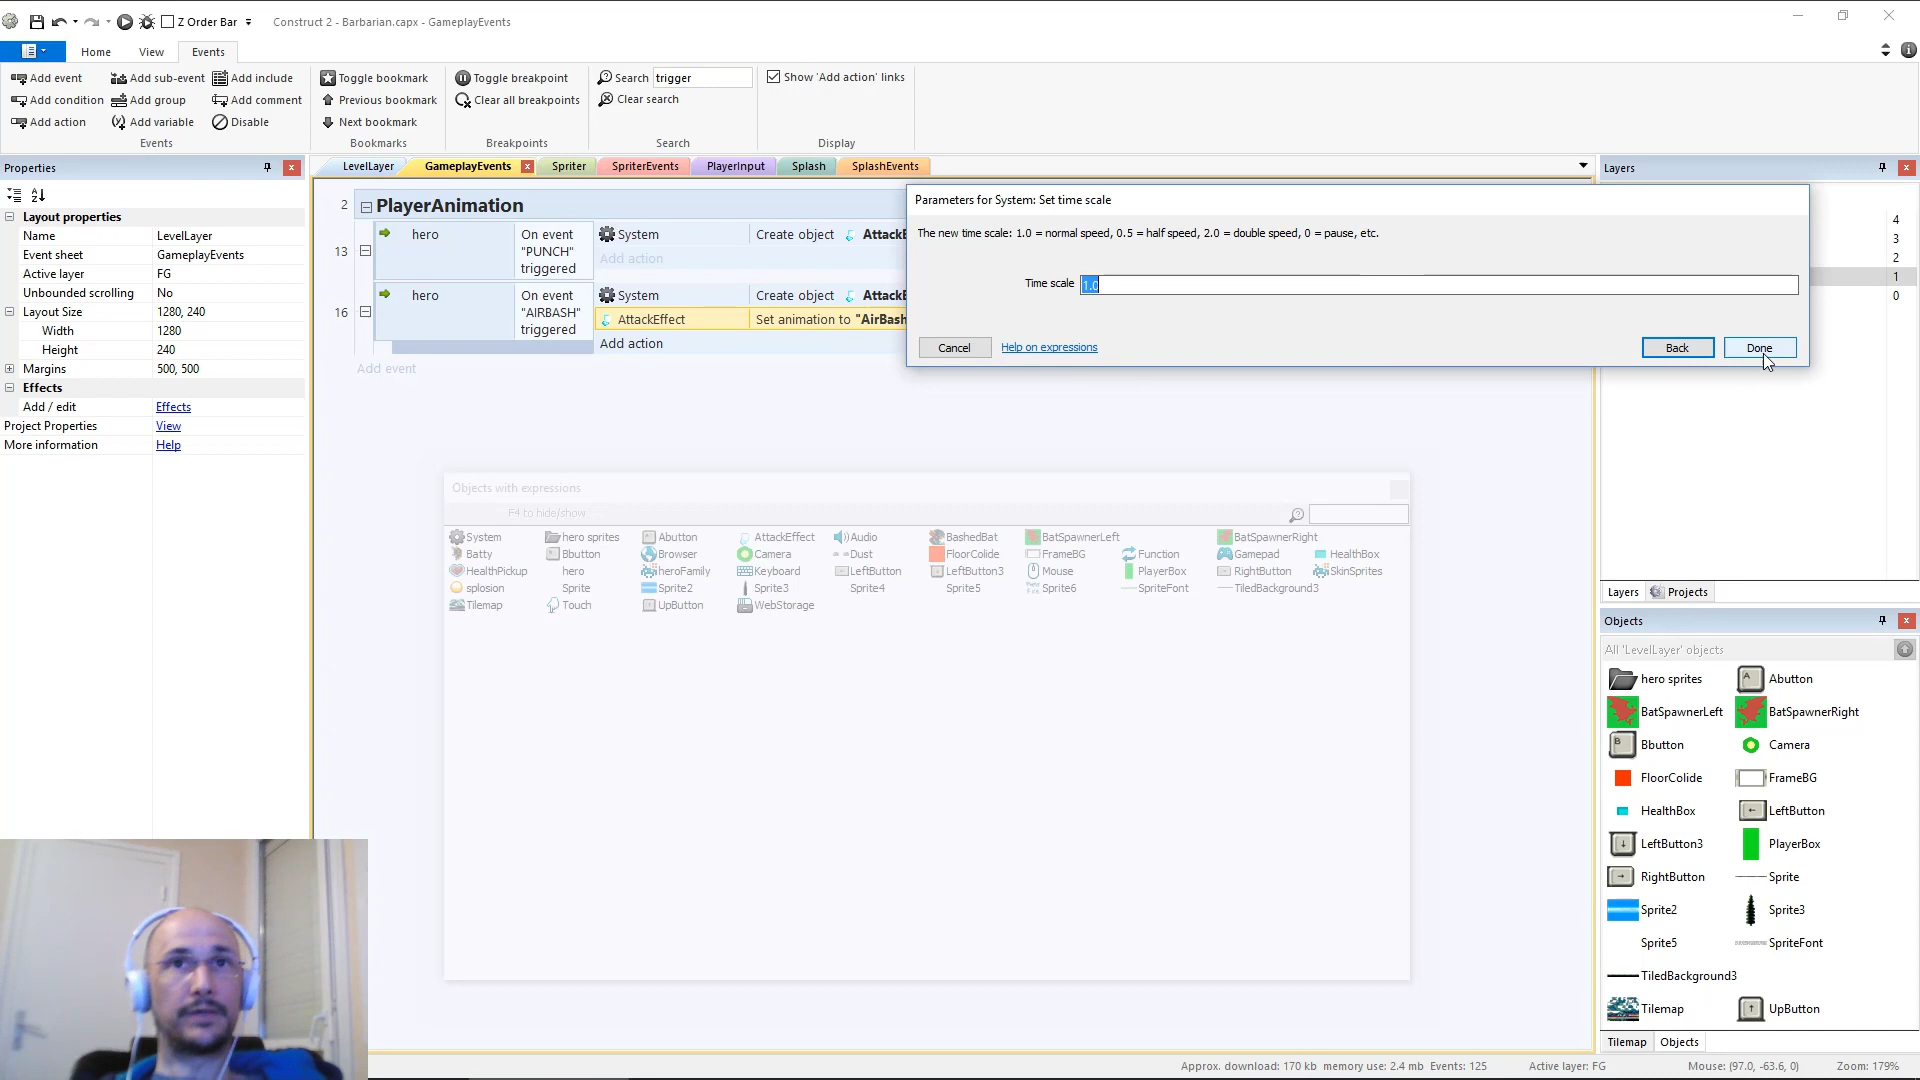 Z Order Bar
Construct 2 - Barbarian.capx - GameplayEvents
Home
View
Events
Add event
Add sub-event
Add include
Add condition
Add group
Add comment
Add action
Add variable
Disable
Events
Toggle bookmark
Previous bookmark
Next bookmark
Bookmarks
Toggle breakpoint
Clear all breakpoints
Breakpoints
Search
trigger
Clear search
Search
Show 'Add action' links
Display
Properties
Layout properties
Name LevelLayer
Event sheet GameplayEvents
Active layer FG
Unbounded scrolling No
Layout Size 1280, 240
Width 1280
Height 240
Margins 500, 500
Effects
Add / edit Effects
Project Properties View
More information Help
LevelLayer
GameplayEvents
Spriter
SpriterEvents
PlayerInput
Splash
SplashEvents
2 PlayerAnimation
13 hero On event
"PUNCH"
triggered
System Create object AttackE
Add action
16 hero On event
"AIRBASH"
triggered
System Create object AttackE
AttackEffect Set animation to "AirBash
Add action
Add event
Parameters for System: Set time scale
The new time scale: 1.0 = normal speed, 0.5 = half speed, 2.0 = double speed, 0 = pause, etc.
Time scale 1.0
Cancel
Help on expressions
Back
Done
Objects with expressions
F4 to hide/show
System hero sprites Abutton AttackEffect Audio BashedBat BatSpawnerLeft BatSpawnerRight
Batty Bbutton Browser Camera Dust FloorColide FrameBG Function Gamepad HealthBox
HealthPickup hero heroFamily Keyboard LeftButton LeftButton3 Mouse PlayerBox RightButton SkinSprites
splosion Sprite Sprite2 Sprite3 Sprite4 Sprite5 Sprite6 SpriteFont TiledBackground3
Tilemap Touch UpButton WebStorage
Layers
4
3
2
1
0
Layers
Projects
Objects
All 'LevelLayer' objects
hero sprites
Abutton
BatSpawnerLeft
BatSpawnerRight
Bbutton
Camera
FloorColide
FrameBG
HealthBox
LeftButton
LeftButton3
PlayerBox
RightButton
Sprite
Sprite2
Sprite3
Sprite5
SpriteFont
TiledBackground3
Tilemap
UpButton
Tilemap
Objects
Approx. download: 170 kb memory use: 2.4 mb Events: 125
Active layer: FG
Mouse: (97.0, -63.6, 0)
Zoom: 179%